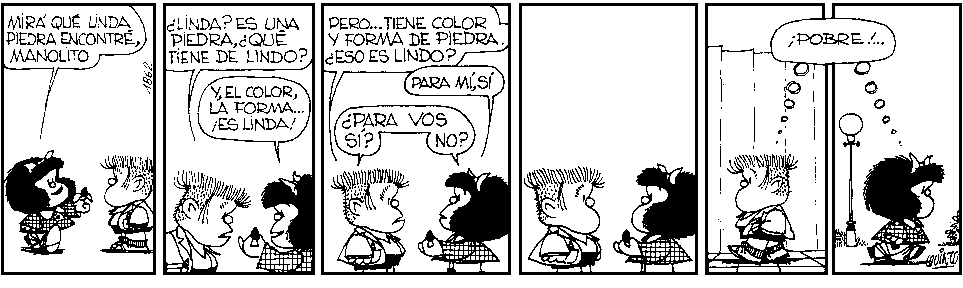 MIRÁ QUÉ LINDA
PIEDRA ENCONTRÉ,
MANOLITO
1862
¿LINDA? ES UNA
PIEDRA, ¿QUÉ
TIENE DE LINDO?
Y, EL COLOR,
LA FORMA...
¡ES LINDA!
PERO...TIENE COLOR
Y FORMA DE PIEDRA.
¿ESO ES LINDO?
PARA MÍ, SÍ
¿PARA VOS
SÍ?
NO?
¡POBRE!..
QUINO